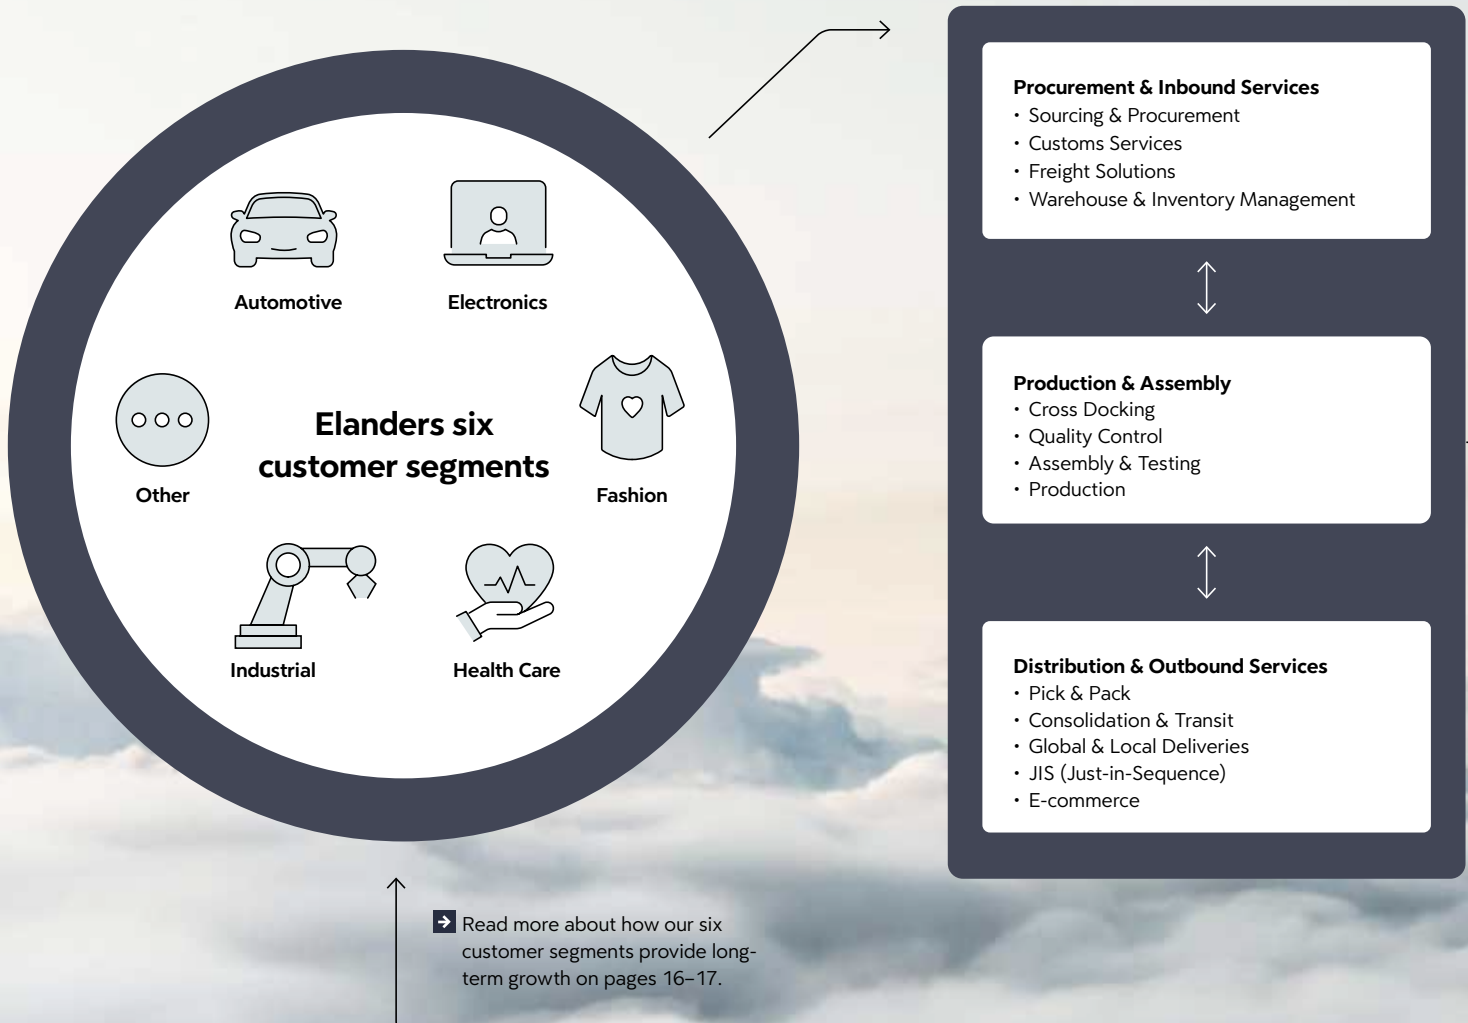 Automotive
Electronics
Other
Elanders six
customer segments
Fashion
Industrial
Health Care
Read more about how our six
customer segments provide long-
term growth on pages 16–17.
Procurement & Inbound Services
• Sourcing & Procurement
• Customs Services
• Freight Solutions
• Warehouse & Inventory Management
Production & Assembly
• Cross Docking
• Quality Control
• Assembly & Testing
• Production
Distribution & Outbound Services
• Pick & Pack
• Consolidation & Transit
• Global & Local Deliveries
• JIS (Just-in-Sequence)
• E-commerce